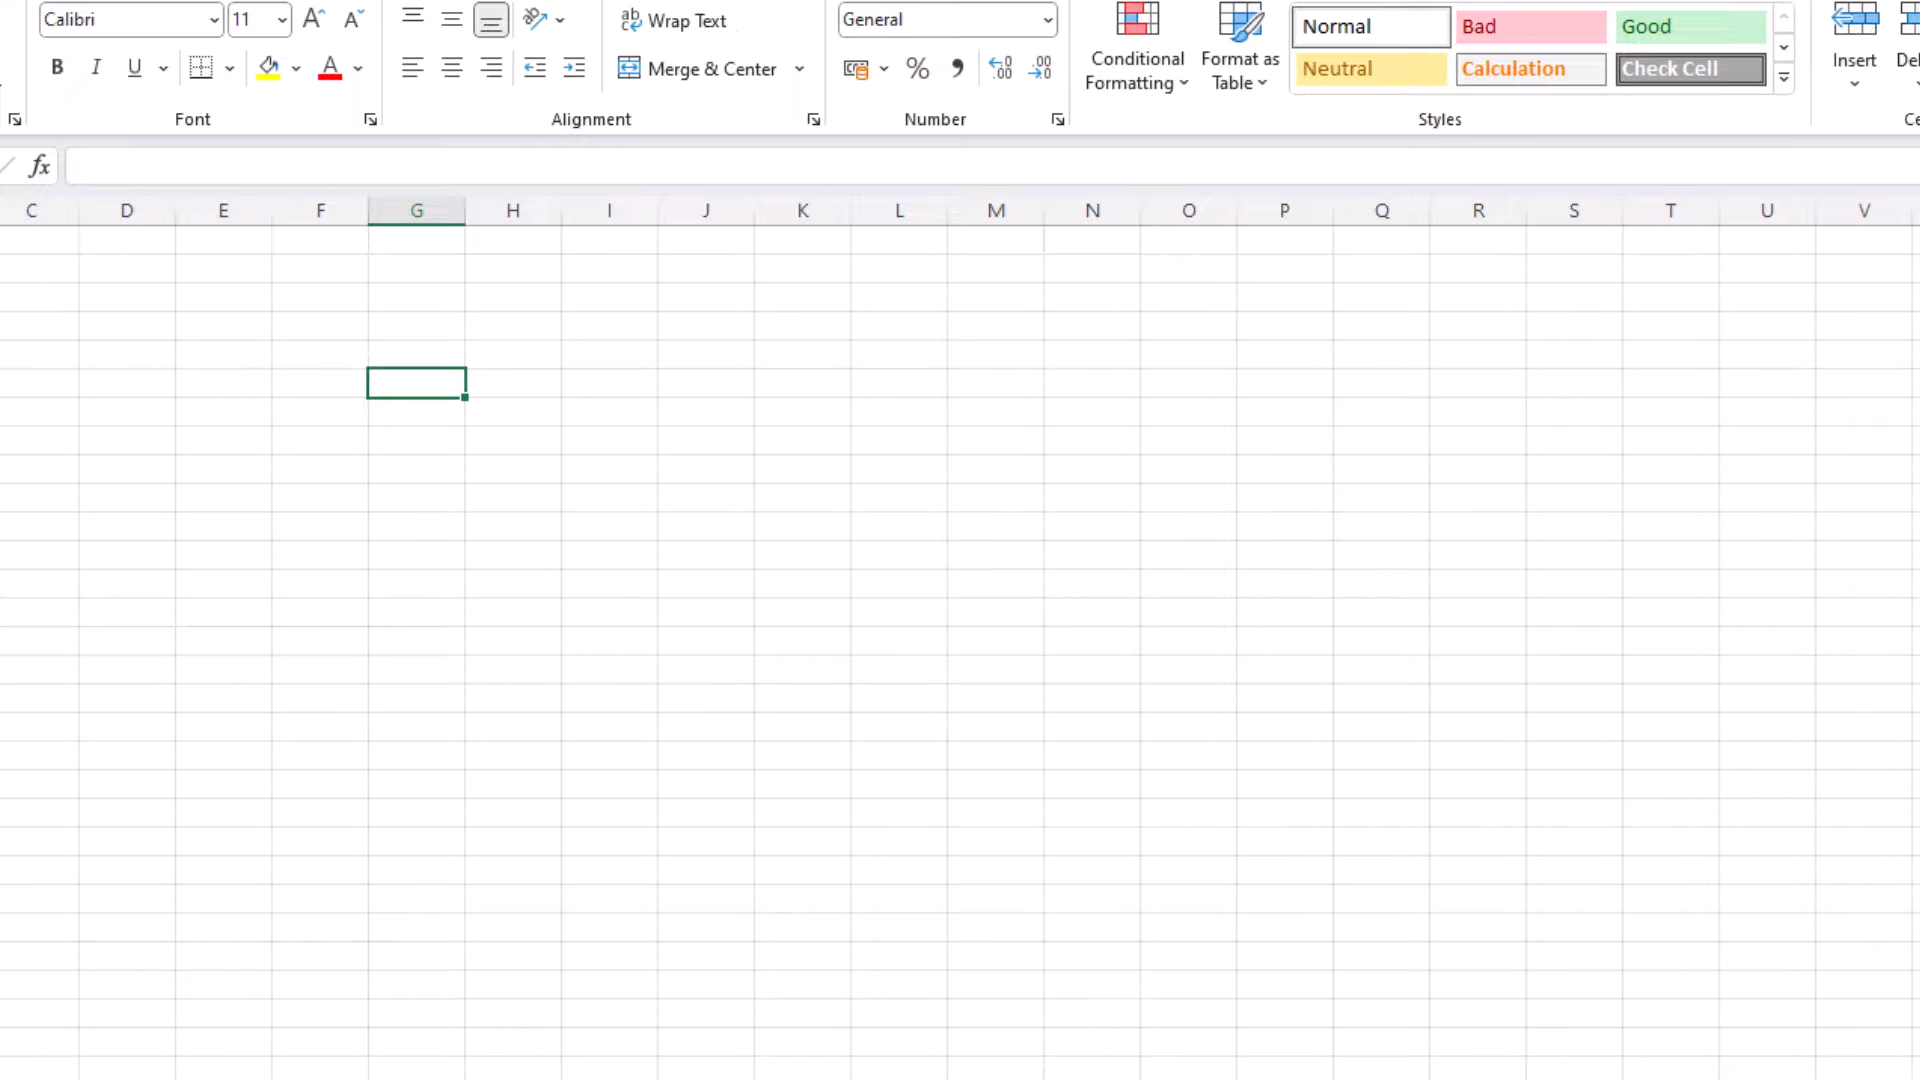 Calibri 11 Wrap Text General Normal Bad Good
B I U Merge & Center % Conditional Formatting Format as Table Neutral Calculation Check Cell Insert
Font Alignment Number Styles
fx
C D E F G H I J K L M N O P Q R S T U V